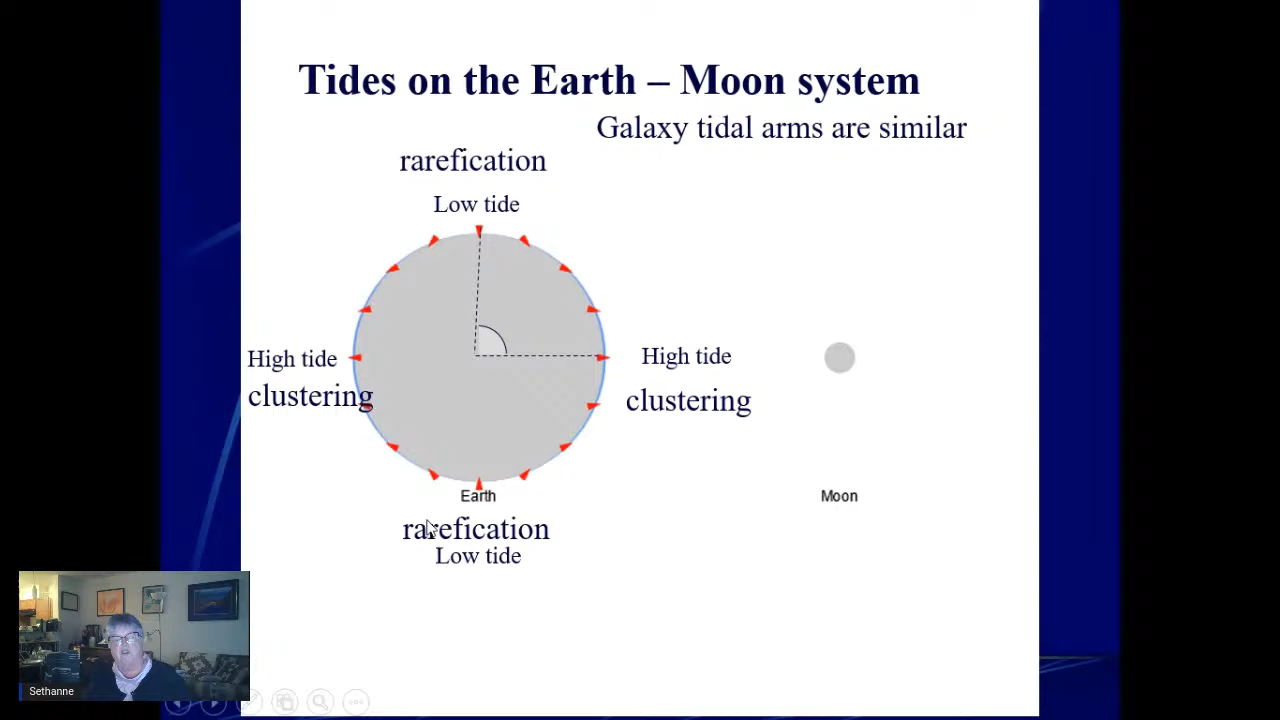 Tides on the Earth – Moon system
Galaxy tidal arms are similar
rarefication
Low tide
High tide
clustering
High tide
clustering
Earth
Moon
rarefication
Low tide
Sethanne